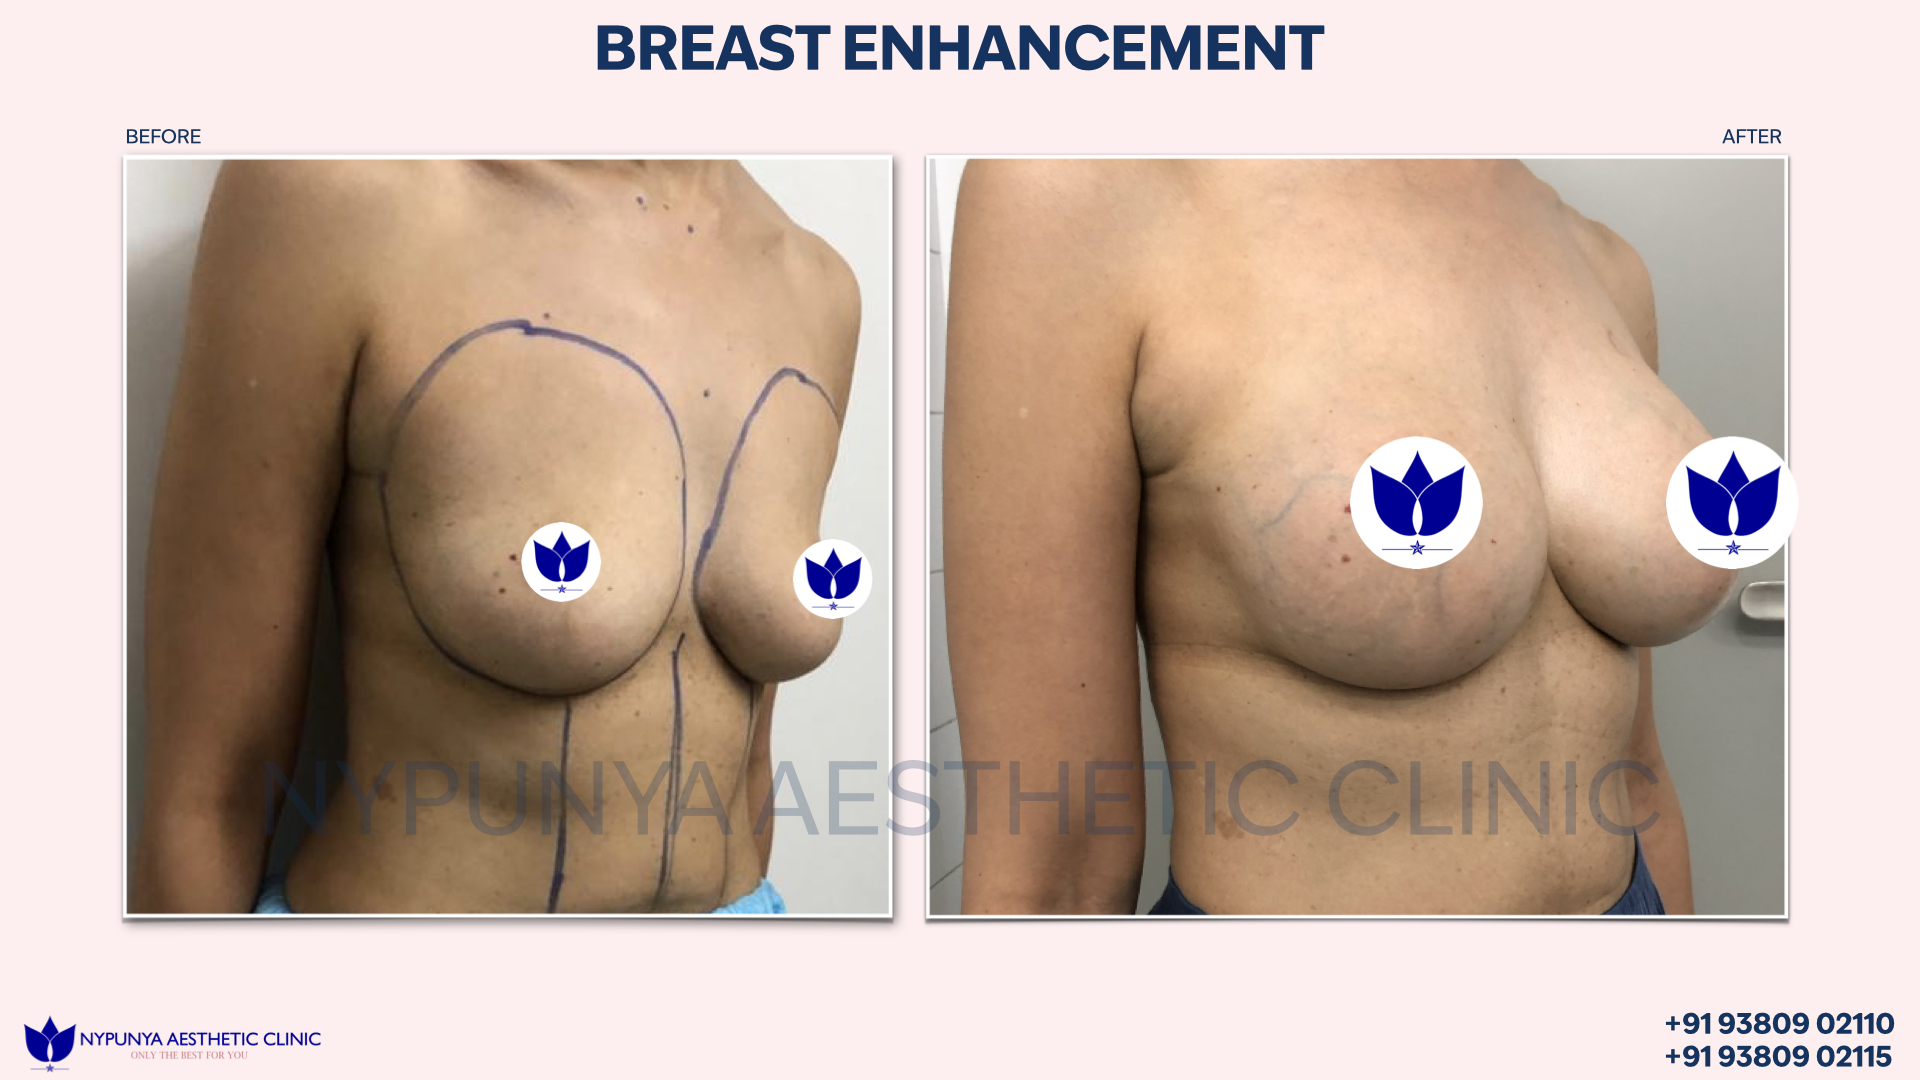 BREAST ENHANCEMENT
BEFORE
AFTER
NYPUNYA AESTHETIC CLINIC
NYPUNYA AESTHETIC CLINIC
ONLY THE BEST FOR YOU
+91 93809 02110
+91 93809 02115